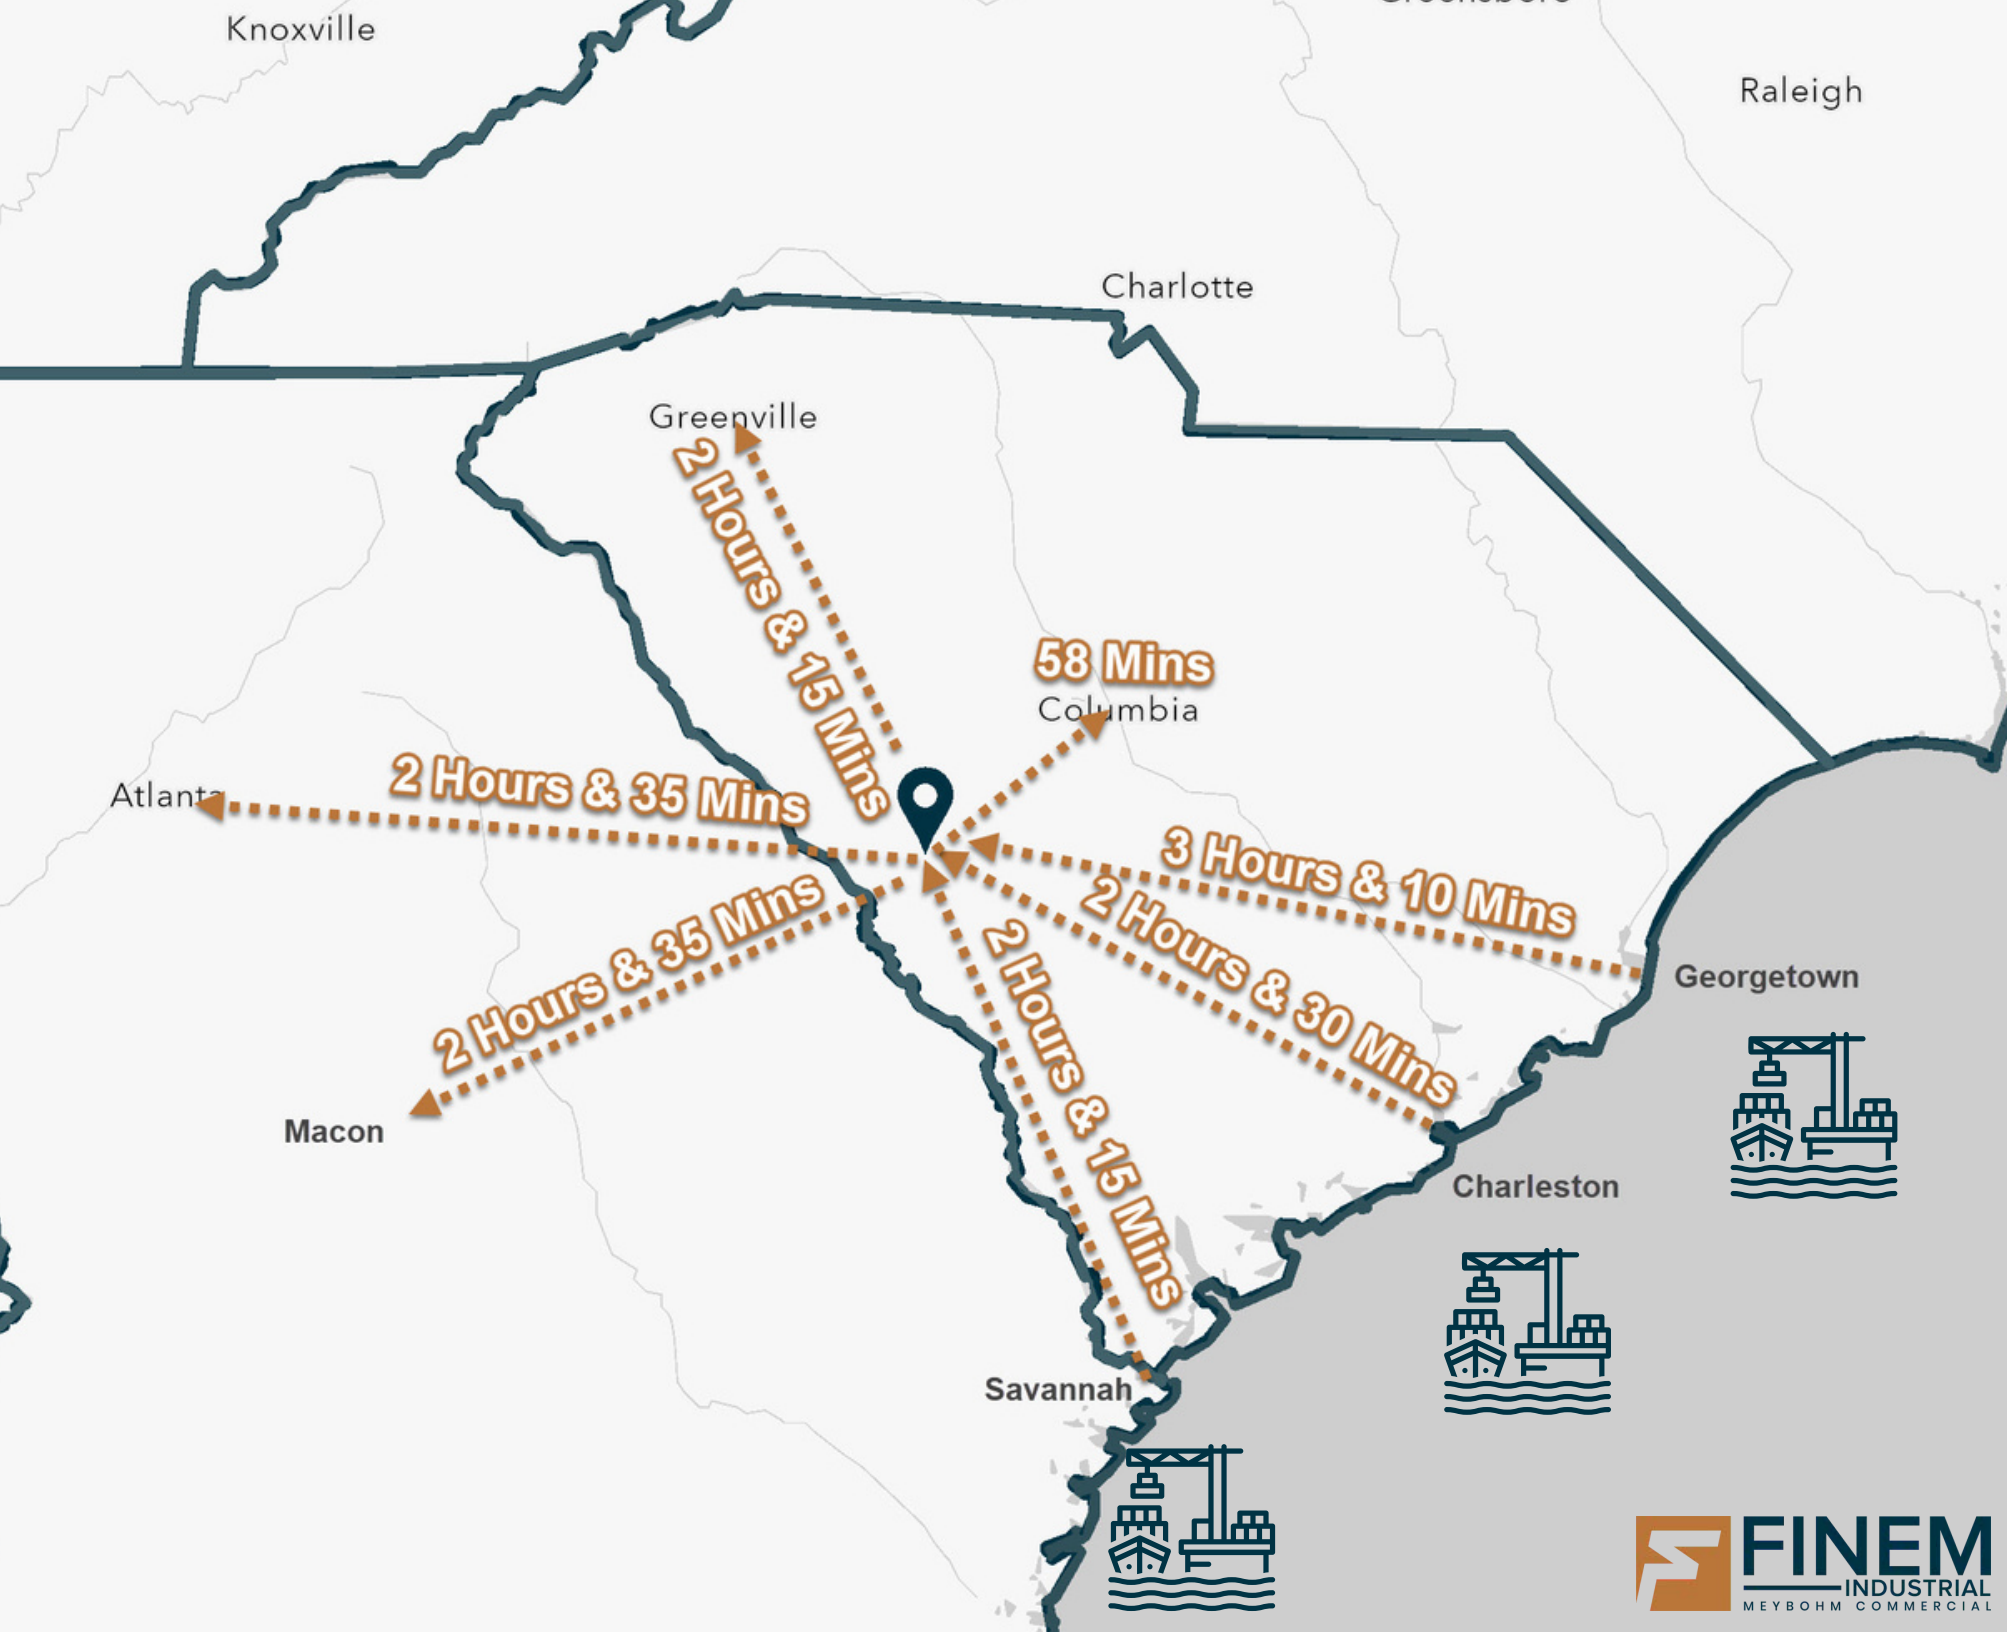 Knoxville
Raleigh
Charlotte
Greenville
2 Hours & 15 Mins
58 Mins
Columbia
Atlanta
2 Hours & 35 Mins
3 Hours & 10 Mins
2 Hours & 30 Mins
2 Hours & 35 Mins
2 Hours & 15 Mins
Georgetown
Macon
Charleston
Savannah
FINEM
INDUSTRIAL
MEYBOHM COMMERCIAL